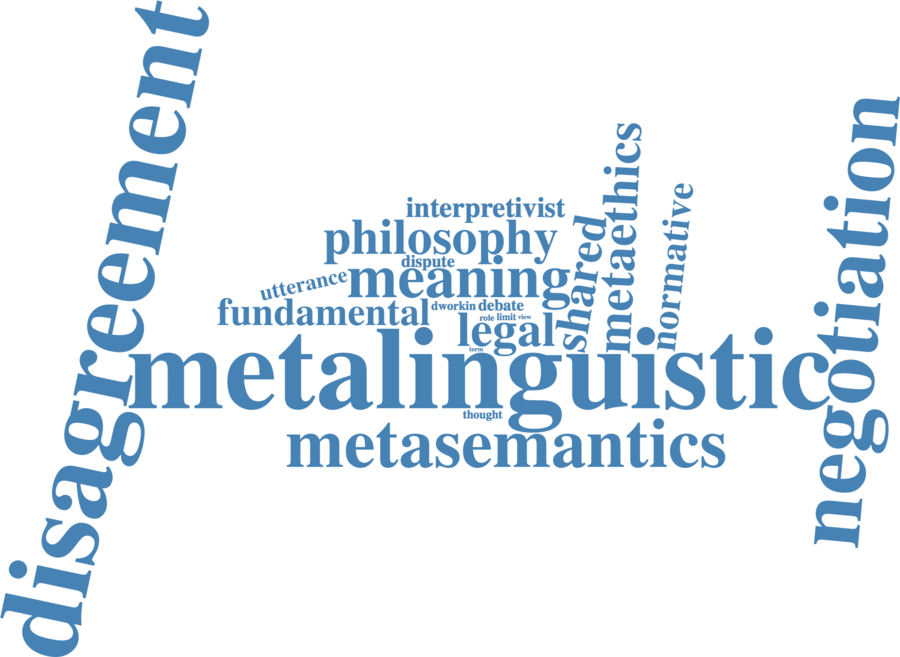 disagreement
negotiation
metaethics
normative
interpretivist
shared
philosophy
dispute
meaning
utterance
fundamental
dworkin
debate
role
limit
view
legal
metalinguistic
term
thought
metasemantics